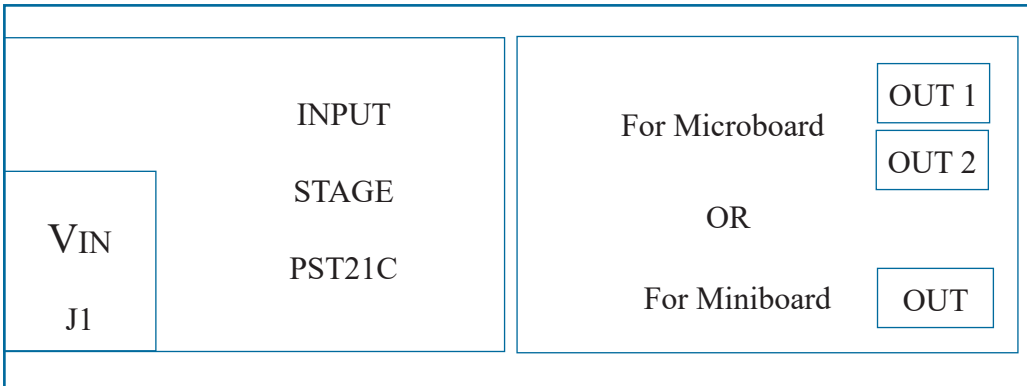 INPUT
STAGE
PST21C
VIN
J1
For Microboard
OUT 1
OUT 2
OR
For Miniboard
OUT